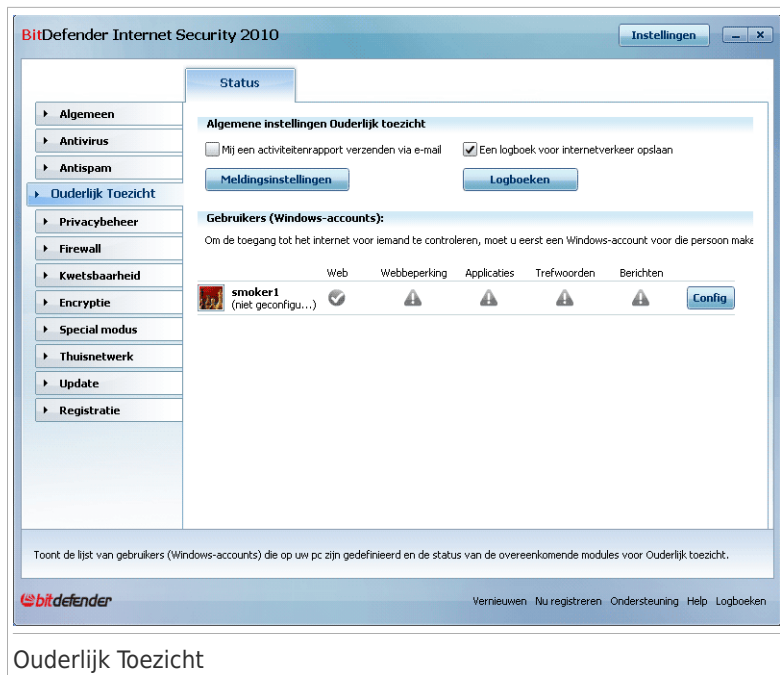 BitDefender Internet Security 2010
Instellingen
Status
Algemeen
Antivirus
Antispam
Ouderlijk Toezicht
Privacybeheer
Firewall
Kwetsbaarheid
Encryptie
Special modus
Thuisnetwerk
Update
Registratie
Algemene instellingen Ouderlijk toezicht
Mij een activiteitenrapport verzenden via e-mail
Een logboek voor internetverkeer opslaan
Meldingsinstellingen
Logboeken
Gebruikers (Windows-accounts):
Om de toegang tot het internet voor iemand te controleren, moet u eerst een Windows-account voor die persoon make
Web Webbeperking Applicaties Trefwoorden Berichten
smoker1
(niet geconfigu...)
Config
Toont de lijst van gebruikers (Windows-accounts) die op uw pc zijn gedefinieerd en de status van de overeenkomende modules voor Ouderlijk toezicht.
bitdefender
Vernieuwen Nu registreren Ondersteuning Help Logboeken
Ouderlijk Toezicht